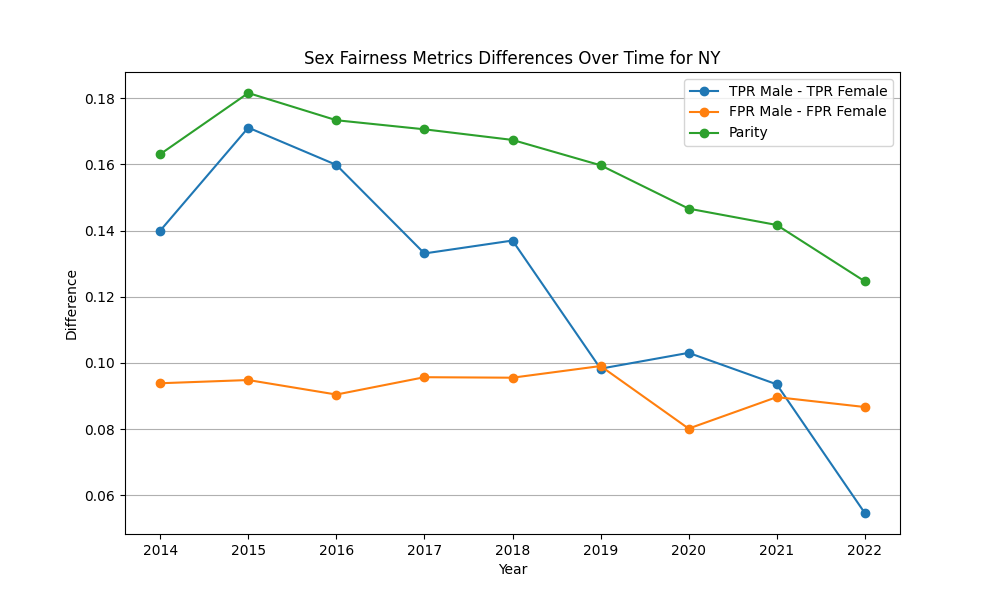 Sex Fairness Metrics Differences Over Time for NY
TPR Male - TPR Female
FPR Male - FPR Female
Parity
0.18
0.16
0.14
0.12
0.10
0.08
0.06
Difference
2014 2015 2016 2017 2018 2019 2020 2021 2022
Year